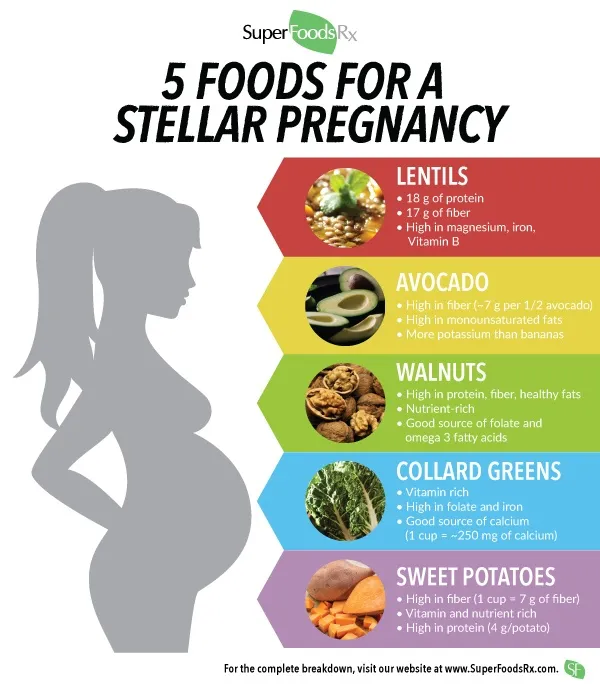 SuperFoodsRx
5 FOODS FOR A
STELLAR PREGNANCY
LENTILS
• 18 g of protein
• 17 g of fiber
• High in magnesium, iron,
Vitamin B
AVOCADO
• High in fiber (~7 g per 1/2 avocado)
• High in monounsaturated fats
• More potassium than bananas
WALNUTS
• High in protein, fiber, healthy fats
• Nutrient-rich
• Good source of folate and
omega 3 fatty acids
COLLARD GREENS
• Vitamin rich
• High in folate and iron
• Good source of calcium
(1 cup = ~250 mg of calcium)
SWEET POTATOES
• High in fiber (1 cup = 7 g of fiber)
• Vitamin and nutrient rich
• High in protein (4 g/potato)
For the complete breakdown, visit our website at www.SuperFoodsRx.com.
SF